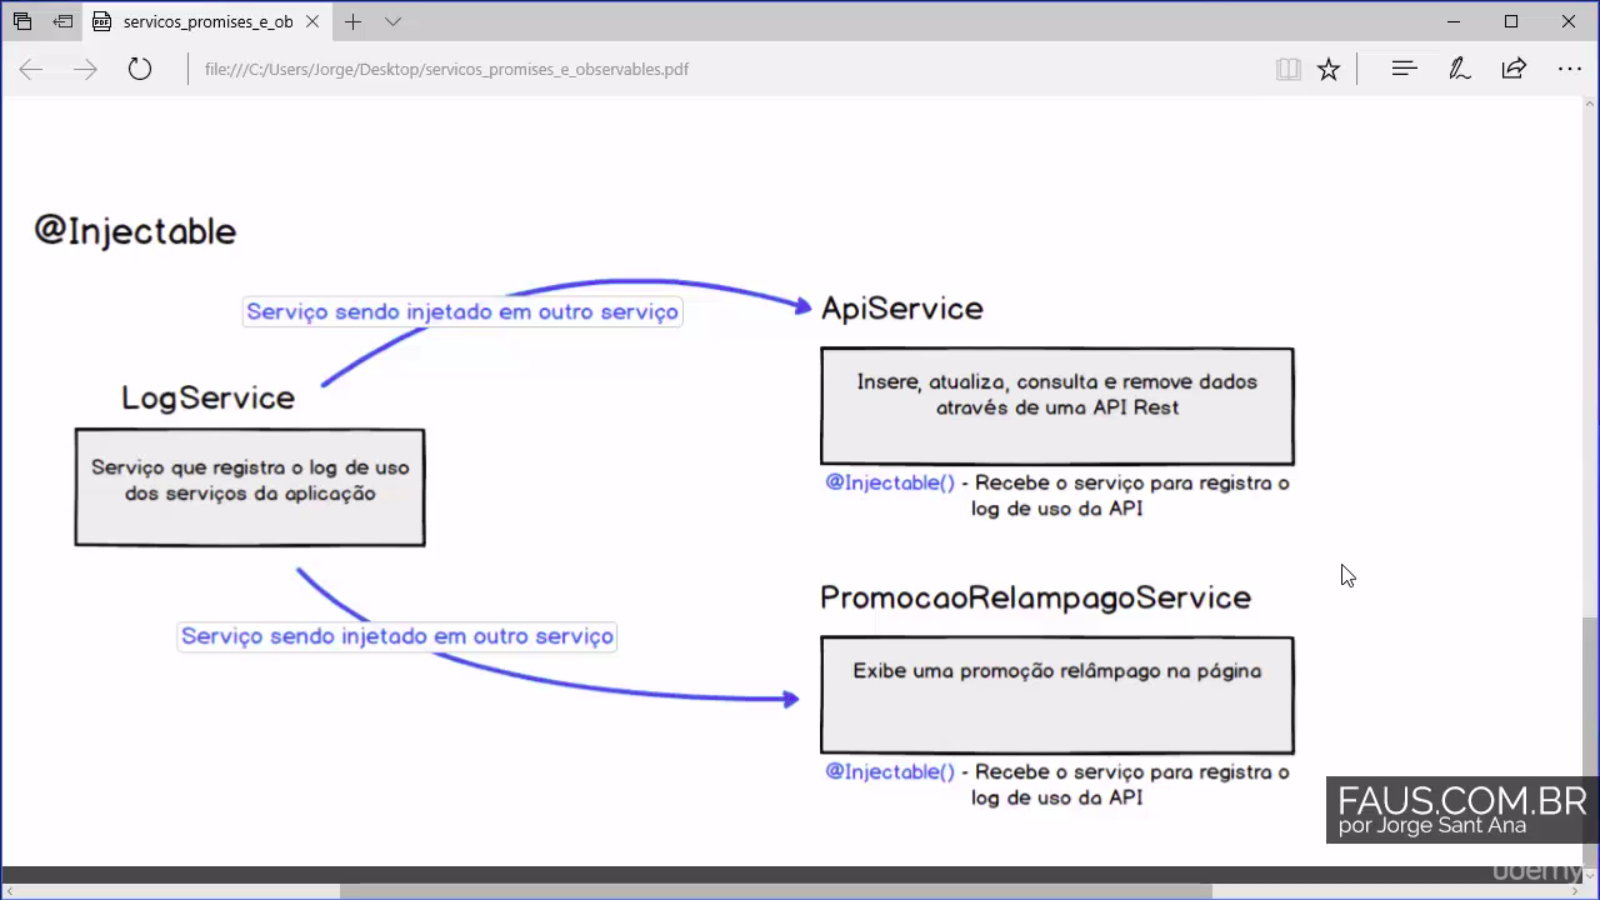 servicos_promises_e_ob
file:///C:/Users/Jorge/Desktop/servicos_promises_e_observables.pdf
@Injectable
Serviço sendo injetado em outro serviço
ApiService
Insere, atualiza, consulta e remove dados
através de uma API Rest
LogService
Serviço que registra o log de uso
dos serviços da aplicação
@Injectable() - Recebe o serviço para registra o
log de uso da API
PromocaoRelampagoService
Serviço sendo injetado em outro serviço
Exibe uma promoção relâmpago na página
@Injectable() - Recebe o serviço para registra o
log de uso da API
FAUS.COM.BR
por Jorge Sant Ana
udemy